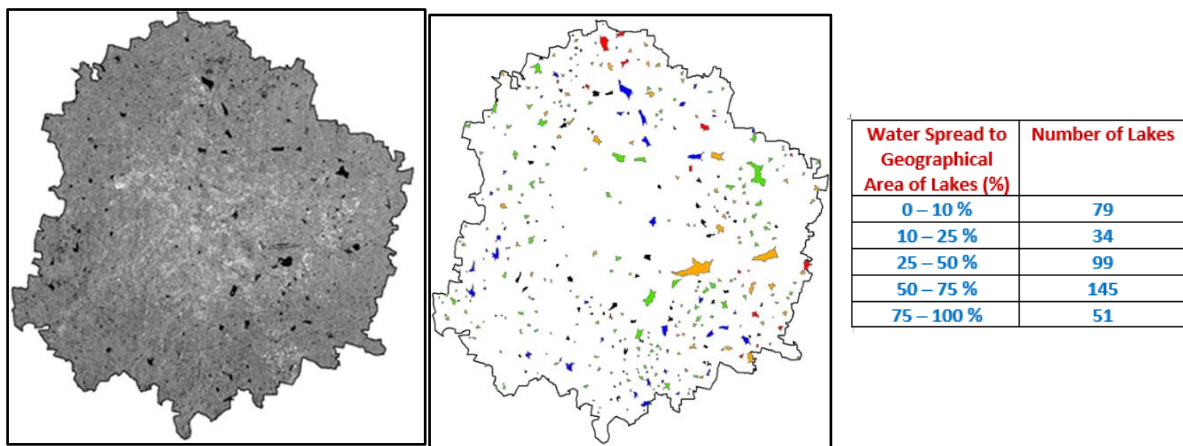 Water Spread to Number of Lakes
Geographical
Area of Lakes (%)
0 – 10 % 79
10 – 25 % 34
25 – 50 % 99
50 – 75 % 145
75 – 100 % 51